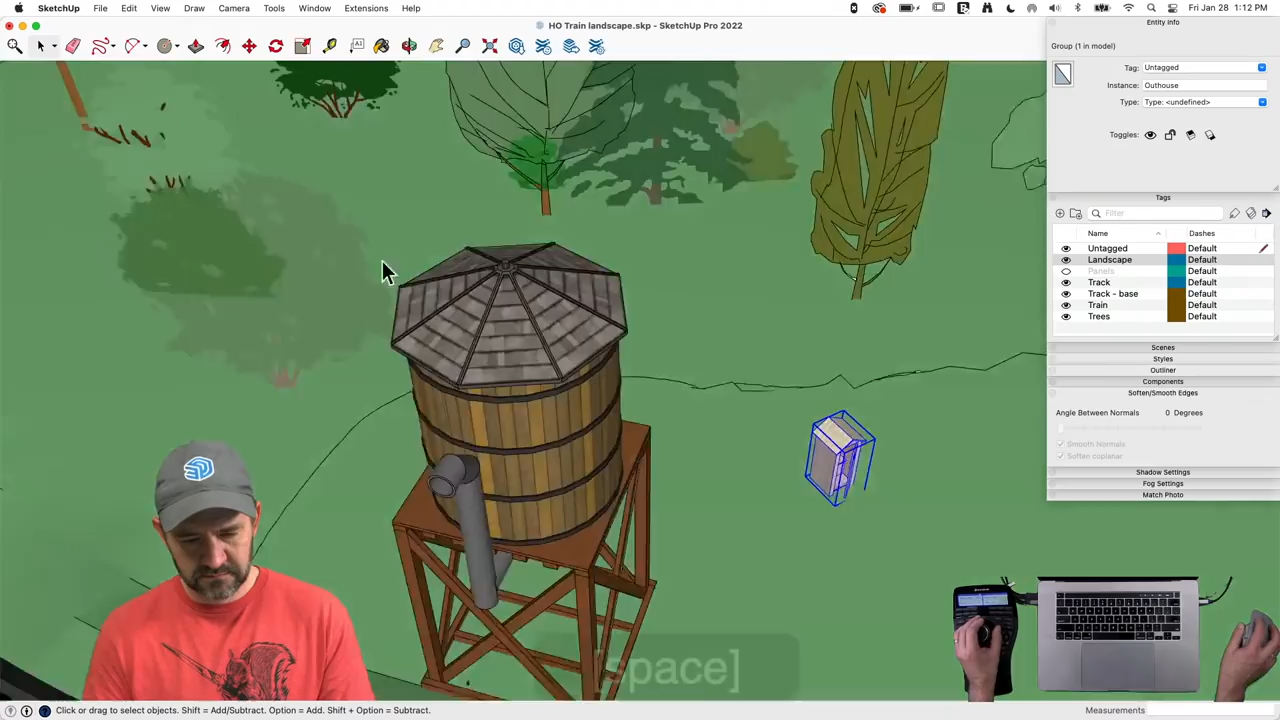 SketchUp File Edit View Draw Camera Tools Window Extensions Help Fri Jan 28 1:12 PM
HO Train landscape.skp - SketchUp Pro 2022
Entity Info
Group (1 in model)
Tag: Untagged
Instance: Outhouse
Type: Type: <undefined>
Toggles:
Tags
Filter
Name Dashes
Untagged Default
Landscape Default
Panels Default
Track Default
Track - base Default
Train Default
Trees Default
Scenes
Styles
Outliner
Components
Soften/Smooth Edges
Angle Between Normals 0 Degrees
Smooth Normals
Soften coplanar
Shadow Settings
Fog Settings
Match Photo
[space]
Click or drag to select objects. Shift = Add/Subtract. Option = Add. Shift + Option = Subtract. Measurements